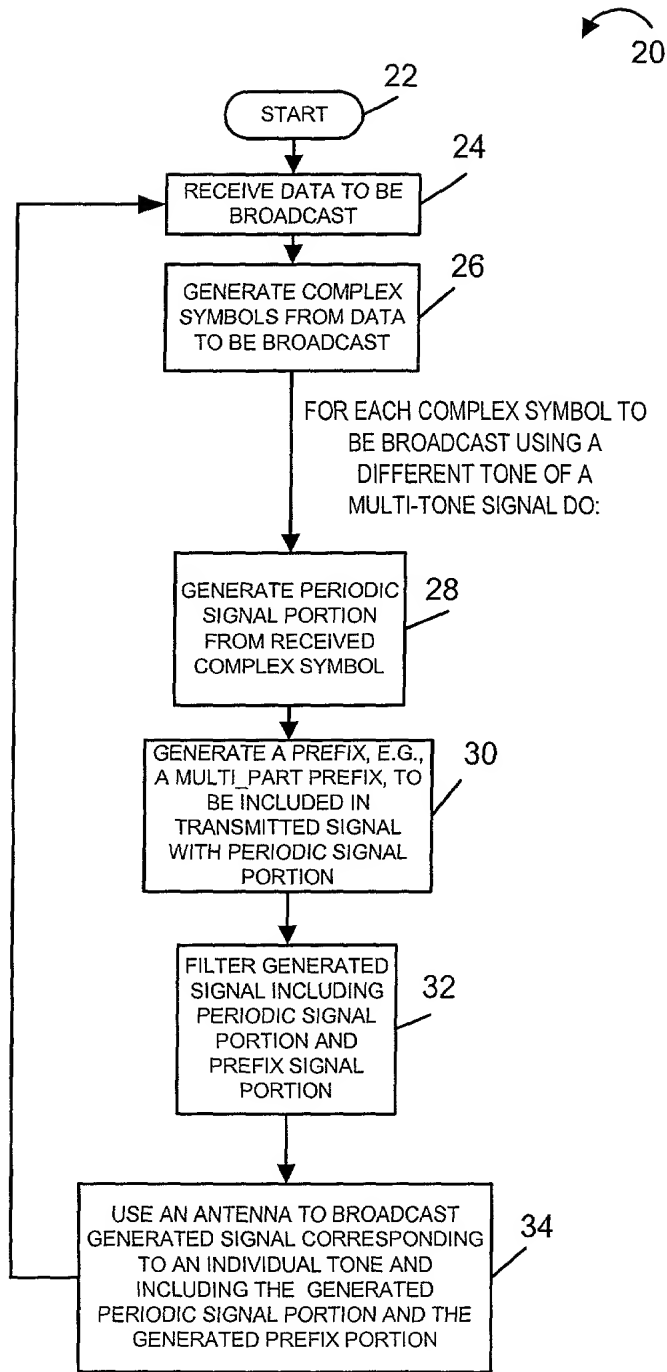 20
22
START
24
RECEIVE DATA TO BE
BROADCAST
26
GENERATE COMPLEX
SYMBOLS FROM DATA
TO BE BROADCAST
FOR EACH COMPLEX SYMBOL TO
BE BROADCAST USING A
DIFFERENT TONE OF A
MULTI-TONE SIGNAL DO:
28
GENERATE PERIODIC
SIGNAL PORTION
FROM RECEIVED
COMPLEX SYMBOL
30
GENERATE A PREFIX, E.G.,
A MULTI_PART PREFIX, TO
BE INCLUDED IN
TRANSMITTED SIGNAL
WITH PERIODIC SIGNAL
PORTION
32
FILTER GENERATED
SIGNAL INCLUDING
PERIODIC SIGNAL
PORTION AND
PREFIX SIGNAL
PORTION
34
USE AN ANTENNA TO BROADCAST
GENERATED SIGNAL CORRESPONDING
TO AN INDIVIDUAL TONE AND
INCLUDING THE GENERATED
PERIODIC SIGNAL PORTION AND THE
GENERATED PREFIX PORTION